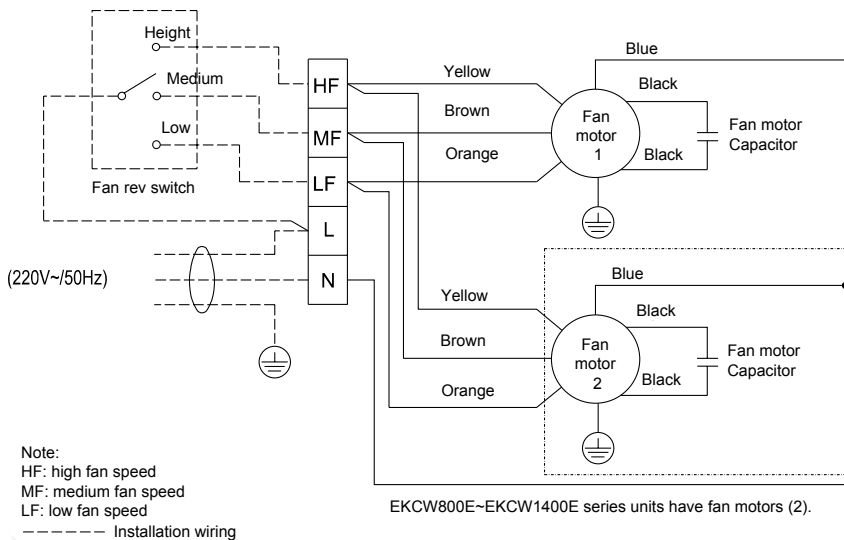 Height
Medium
Low
Fan rev switch
HF
MF
LF
L
N
(220V~/50Hz)
Yellow
Brown
Orange
Blue
Black
Black
Fan
motor
1
Fan motor
Capacitor
Yellow
Brown
Orange
Blue
Black
Black
Fan
motor
2
Fan motor
Capacitor
Note:
HF: high fan speed
MF: medium fan speed
LF: low fan speed
Installation wiring
EKCW800E~EKCW1400E series units have fan motors (2).